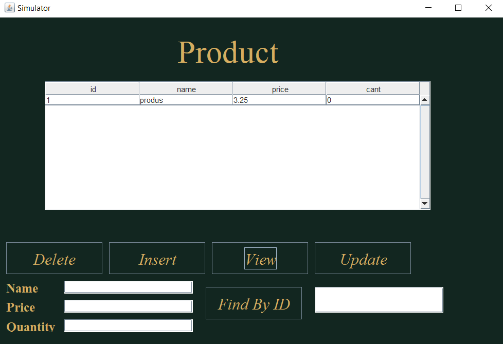 Simulator
Product
id name price cant
1 produs 3.25 0
Delete Insert View Update
Name
Price
Quantity
Find By ID